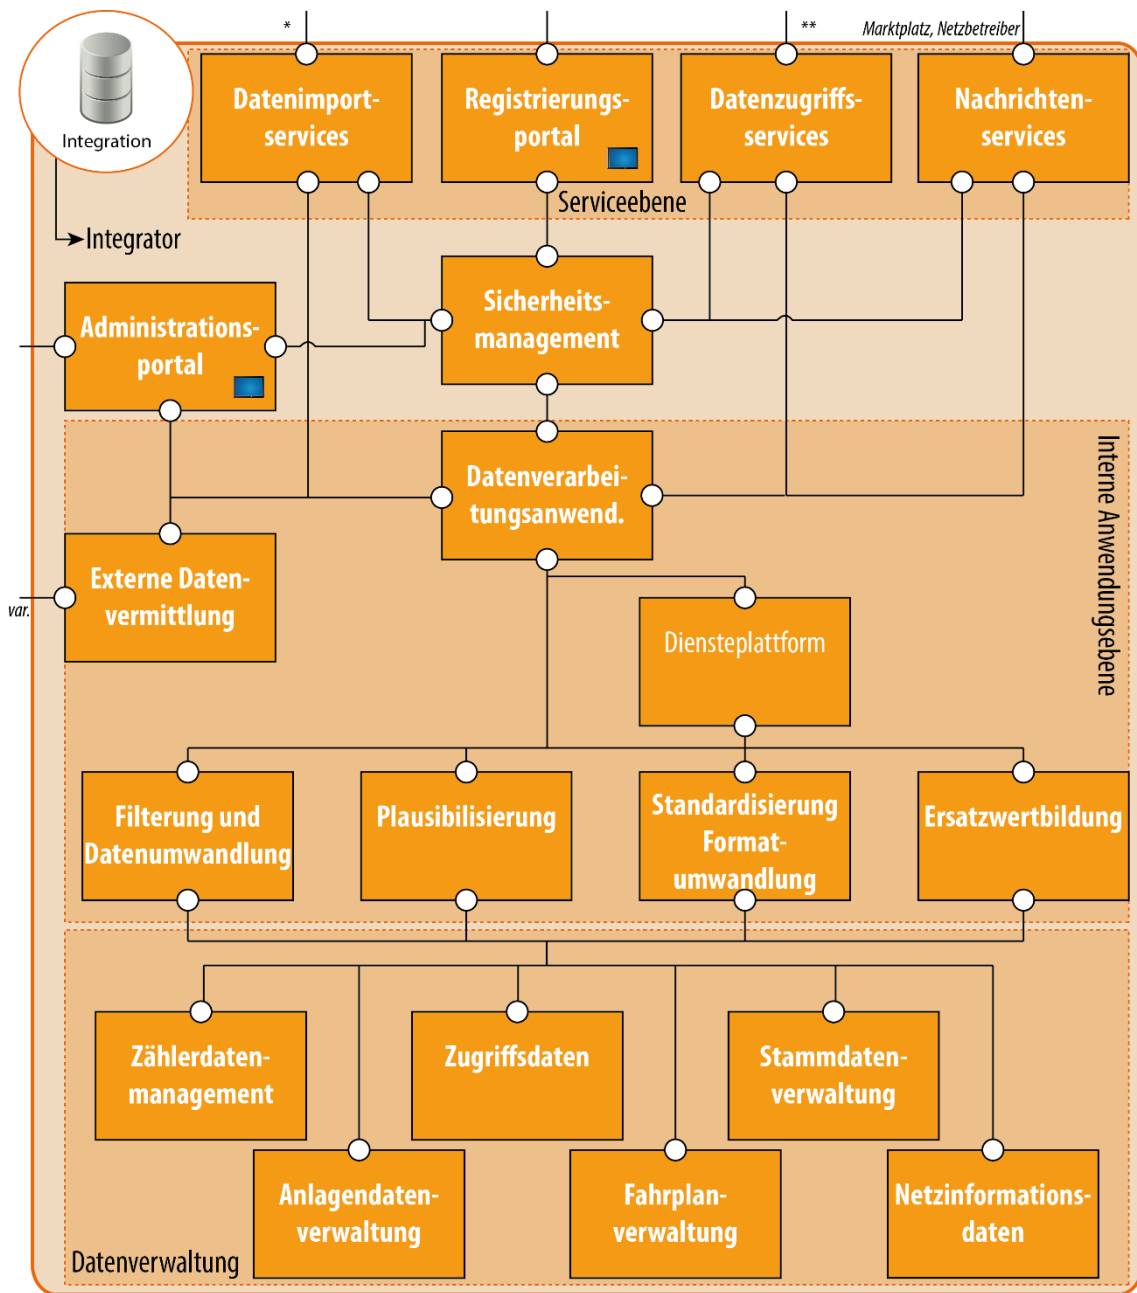 *
**
Marktplatz, Netzbetreiber
Integration
Datenimport-
services
Registrierungs-
portal
Datenzugriffs-
services
Nachrichten-
services
Serviceebene
Integrator
Administrations-
portal
Sicherheits-
management
Interne Anwendungsebene
Datenverarbei-
tungsanwend.
var.
Externe Daten-
vermittlung
Diensteplattform
Filterung und
Datenumwandlung
Plausibilisierung
Standardisierung
Format-
umwandlung
Ersatzwertbildung
Zählerdaten-
management
Zugriffsdaten
Stammdaten-
verwaltung
Anlagendaten-
verwaltung
Fahrplan-
verwaltung
Netzinformations-
daten
Datenverwaltung